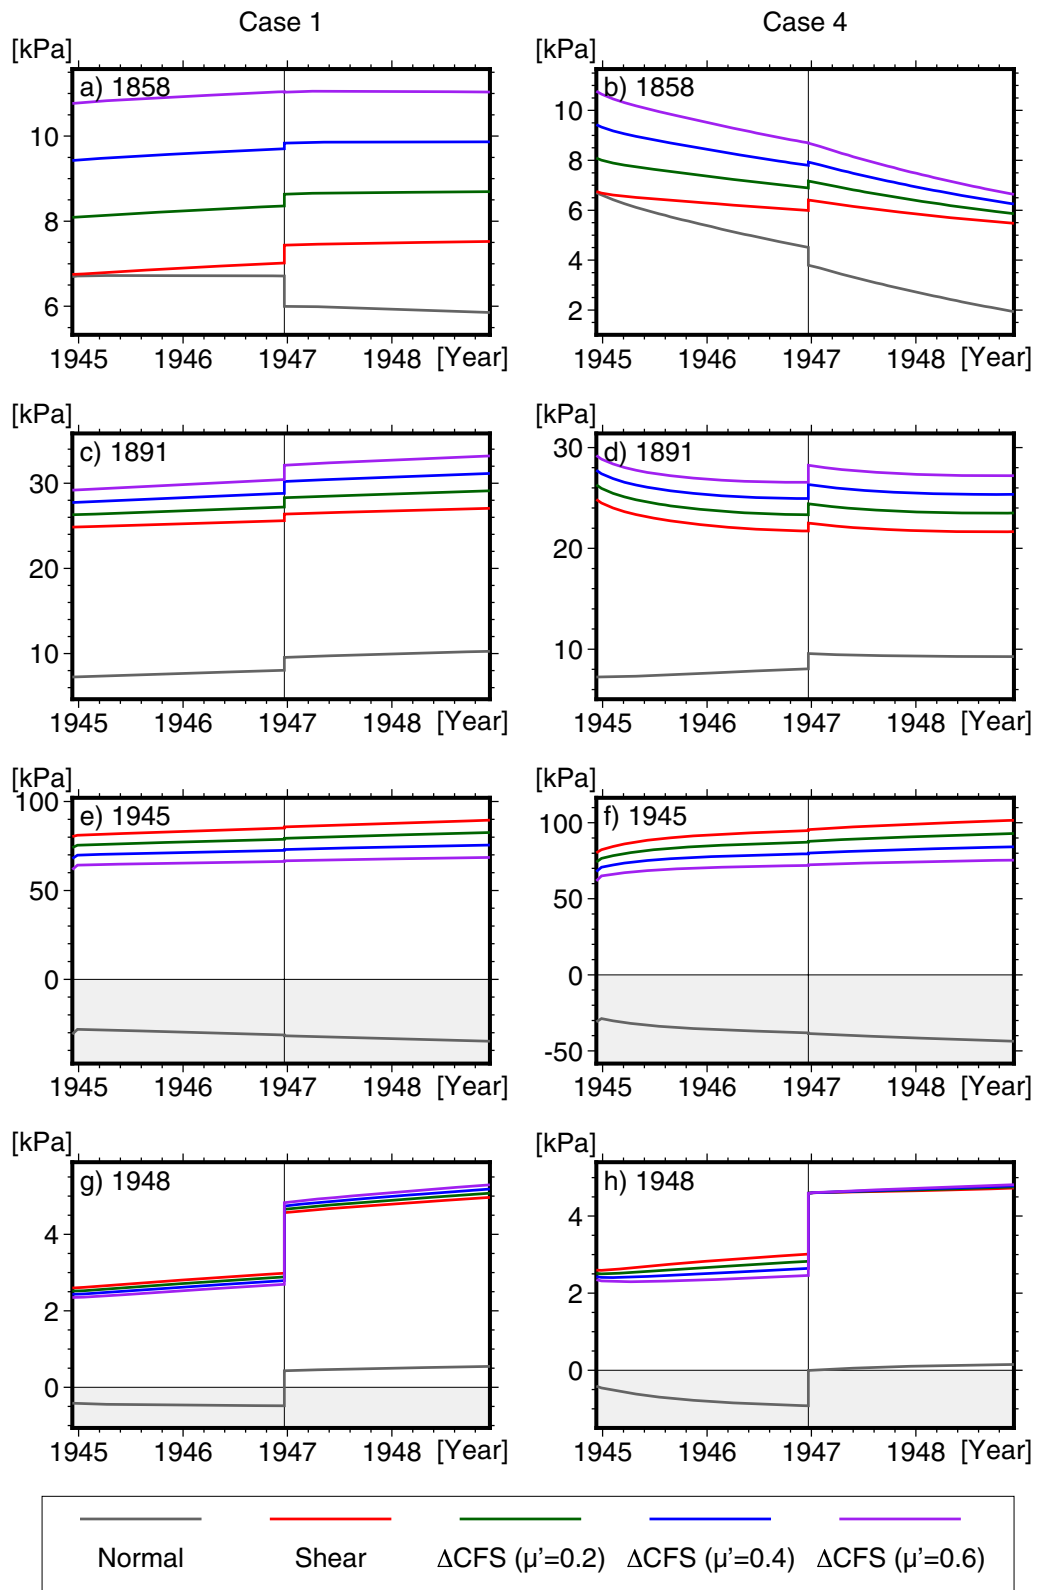 Case 1
Case 4
[kPa]
[kPa]
a) 1858
b) 1858
10
8
6
10
8
6
4
2
1945 1946 1947 1948 [Year]
1945 1946 1947 1948 [Year]
[kPa]
[kPa]
c) 1891
d) 1891
30
20
10
30
20
10
1945 1946 1947 1948 [Year]
1945 1946 1947 1948 [Year]
[kPa]
[kPa]
e) 1945
f) 1945
100
50
0
100
50
0
-50
1945 1946 1947 1948 [Year]
1945 1946 1947 1948 [Year]
[kPa]
[kPa]
g) 1948
h) 1948
4
2
0
4
2
0
1945 1946 1947 1948 [Year]
1945 1946 1947 1948 [Year]
Normal Shear ΔCFS (μ'=0.2) ΔCFS (μ'=0.4) ΔCFS (μ'=0.6)